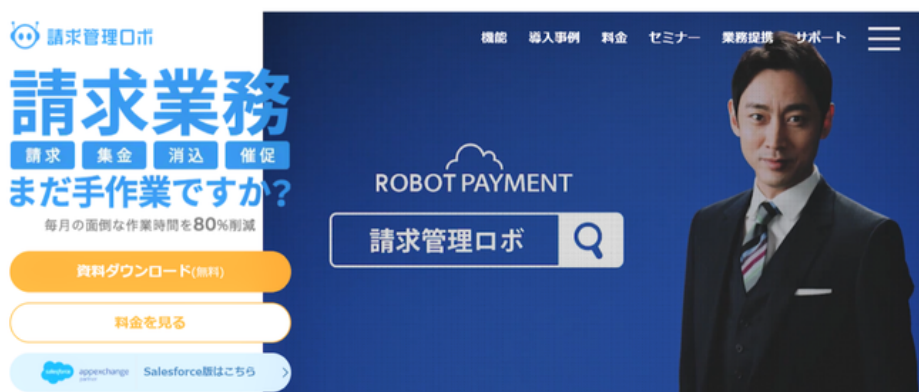 請求管理ロボ
機能 導入事例 料金 セミナー 業務提携 サポート
請求業務
請求 集金 消込 催促
まだ手作業ですか?
毎月の面倒な作業時間を80%削減
資料ダウンロード(無料)
料金を見る
salesforce appexchange partner Salesforce版はこちら
ROBOT PAYMENT
請求管理ロボ